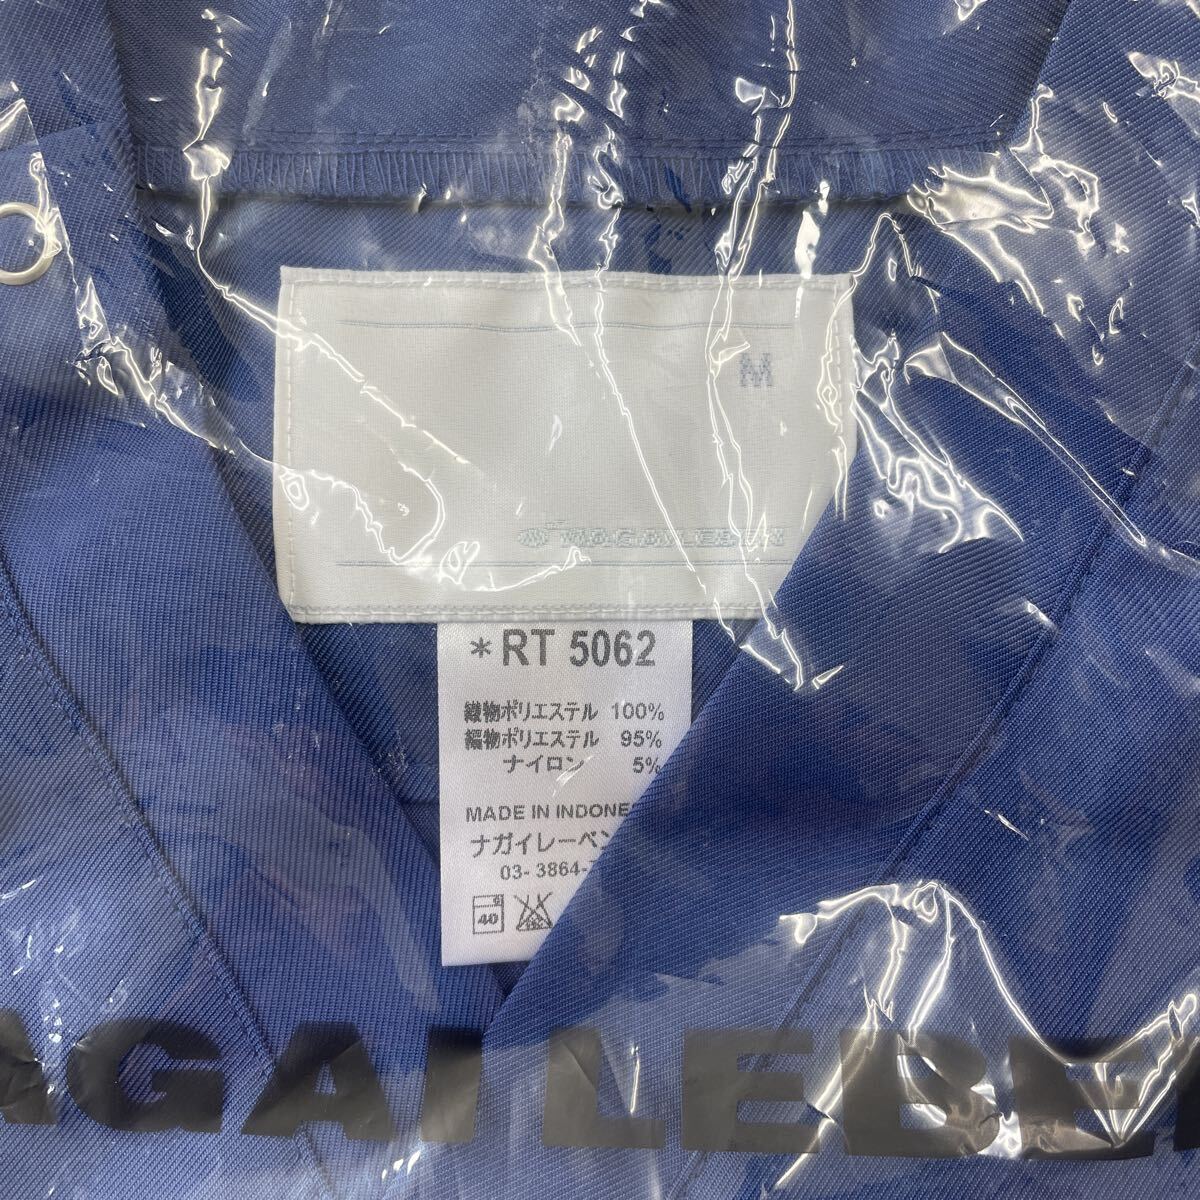 M
NAGAILEBEN
*RT 5062
織物ポリエステル 100%
編物ポリエステル 95%
ナイロン 5%
MADE IN INDONES
ナガイレーベン
03-3864-
40
AGAILEBE